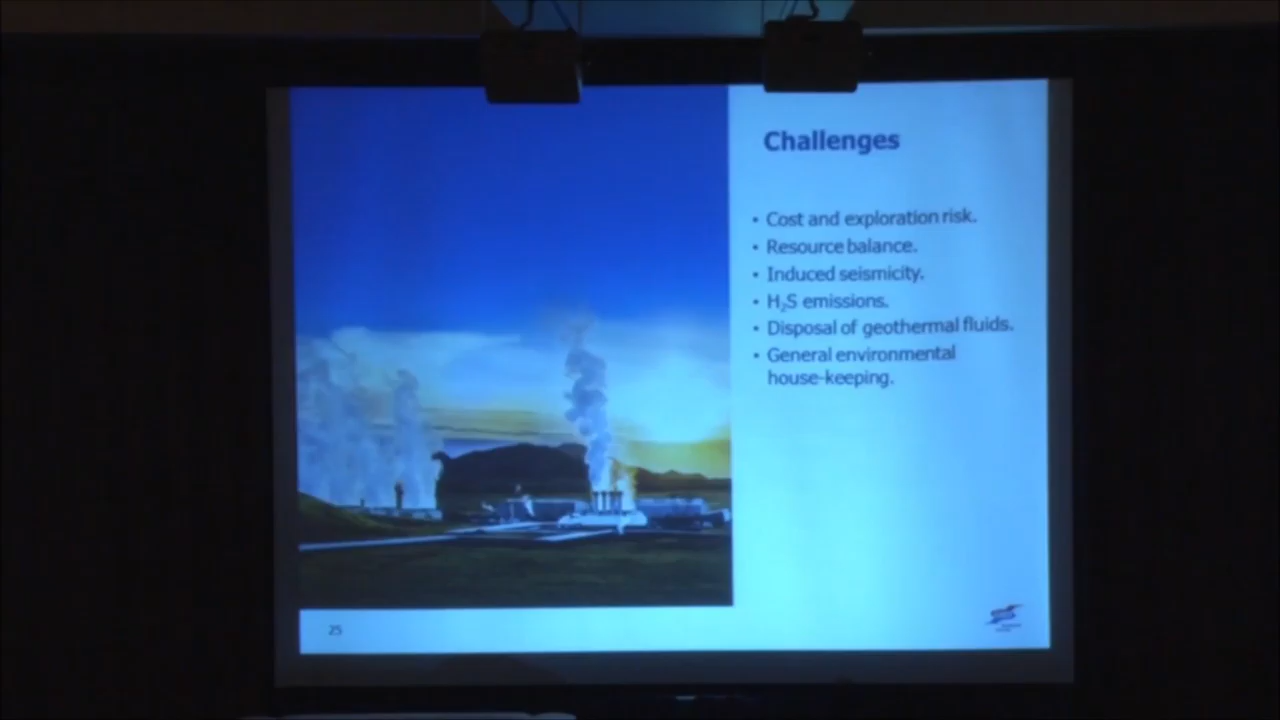 Challenges
• Cost and exploration risk.
• Resource balance.
• Induced seismicity.
• H₂S emissions.
• Disposal of geothermal fluids.
• General environmental
house-keeping.
25